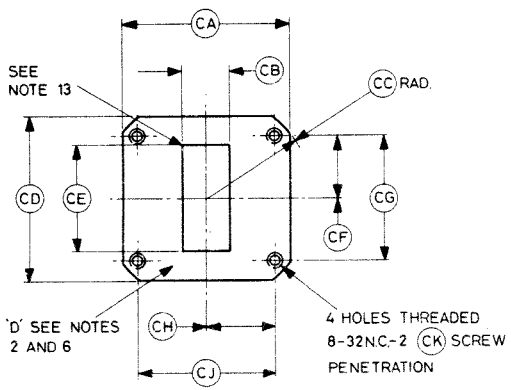 CA
SEE
NOTE 13
CB
CC RAD.
CD
CE
CF
CG
'D' SEE NOTES
2 AND 6
CH
CJ
4 HOLES THREADED
8-32N.C.-2 CK SCREW
PENETRATION